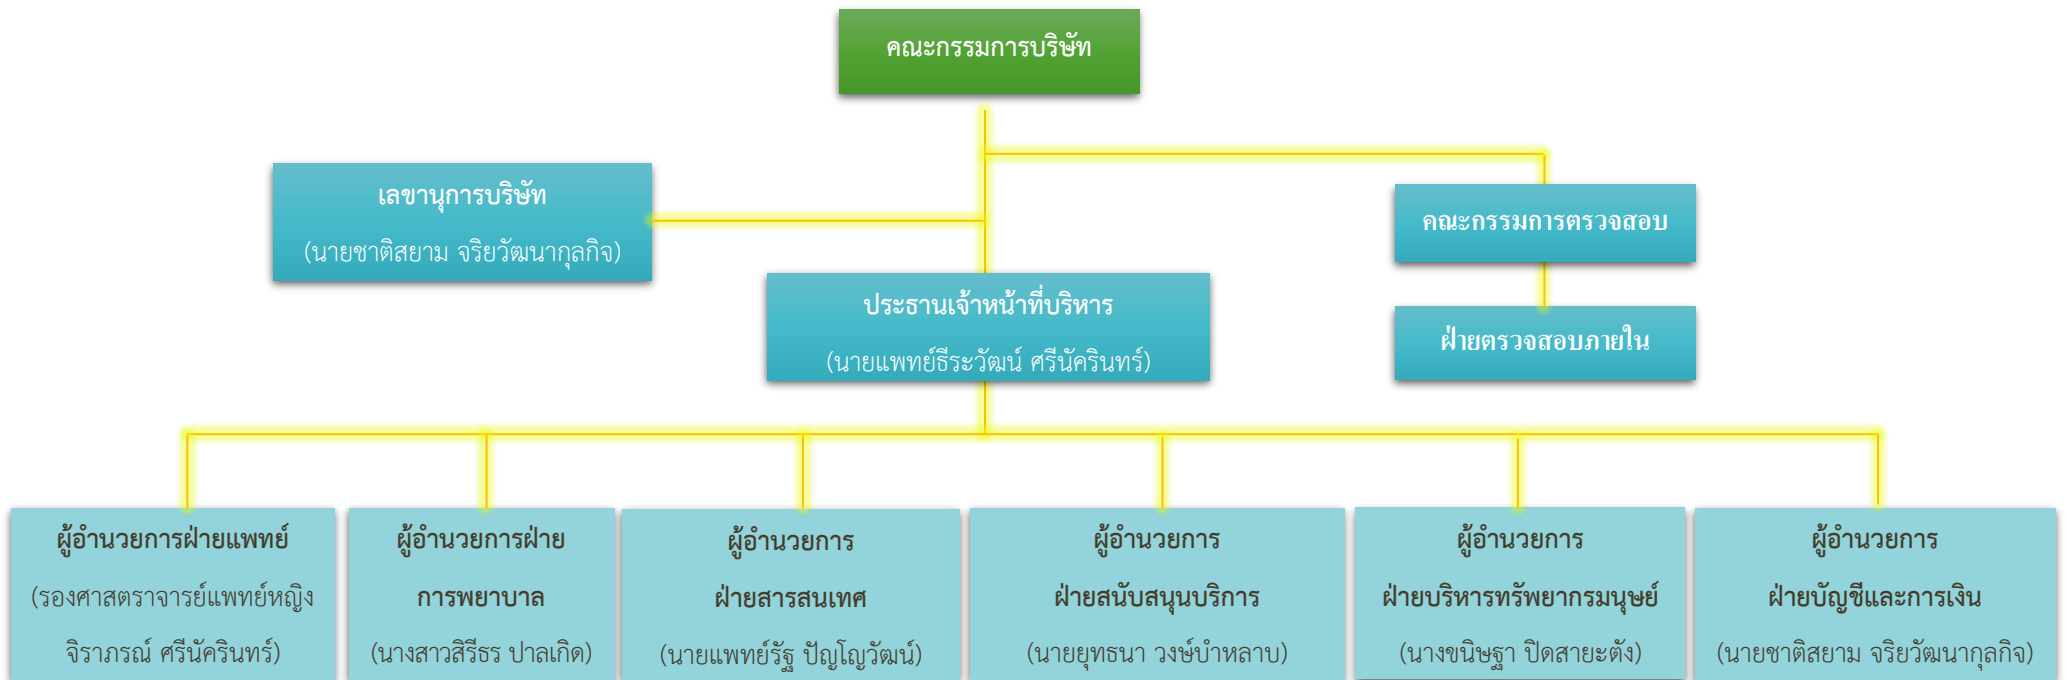 คณะกรรมการบริษัท
เลขานุการบริษัท
(นายชาติสยาม จริยวัฒนากุลกิจ)
คณะกรรมการตรวจสอบ
ประธานเจ้าหน้าที่บริหาร
(นายแพทย์ธีระวัฒน์ ศรีนัครินทร์)
ฝ่ายตรวจสอบภายใน
ผู้อำนวยการฝ่ายแพทย์
(รองศาสตราจารย์แพทย์หญิง
จิราภรณ์ ศรีนัครินทร์)
ผู้อำนวยการฝ่าย
การพยาบาล
(นางสาวสิรีธร ปาลเกิด)
ผู้อำนวยการ
ฝ่ายสารสนเทศ
(นายแพทย์รัฐ ปัญโญวัฒน์)
ผู้อำนวยการ
ฝ่ายสนับสนุนบริการ
(นายยุทธนา วงษ์บำหลาบ)
ผู้อำนวยการ
ฝ่ายบริหารทรัพยากรมนุษย์
(นางขนิษฐา ปิดสายะตัง)
ผู้อำนวยการ
ฝ่ายบัญชีและการเงิน
(นายชาติสยาม จริยวัฒนากุลกิจ)